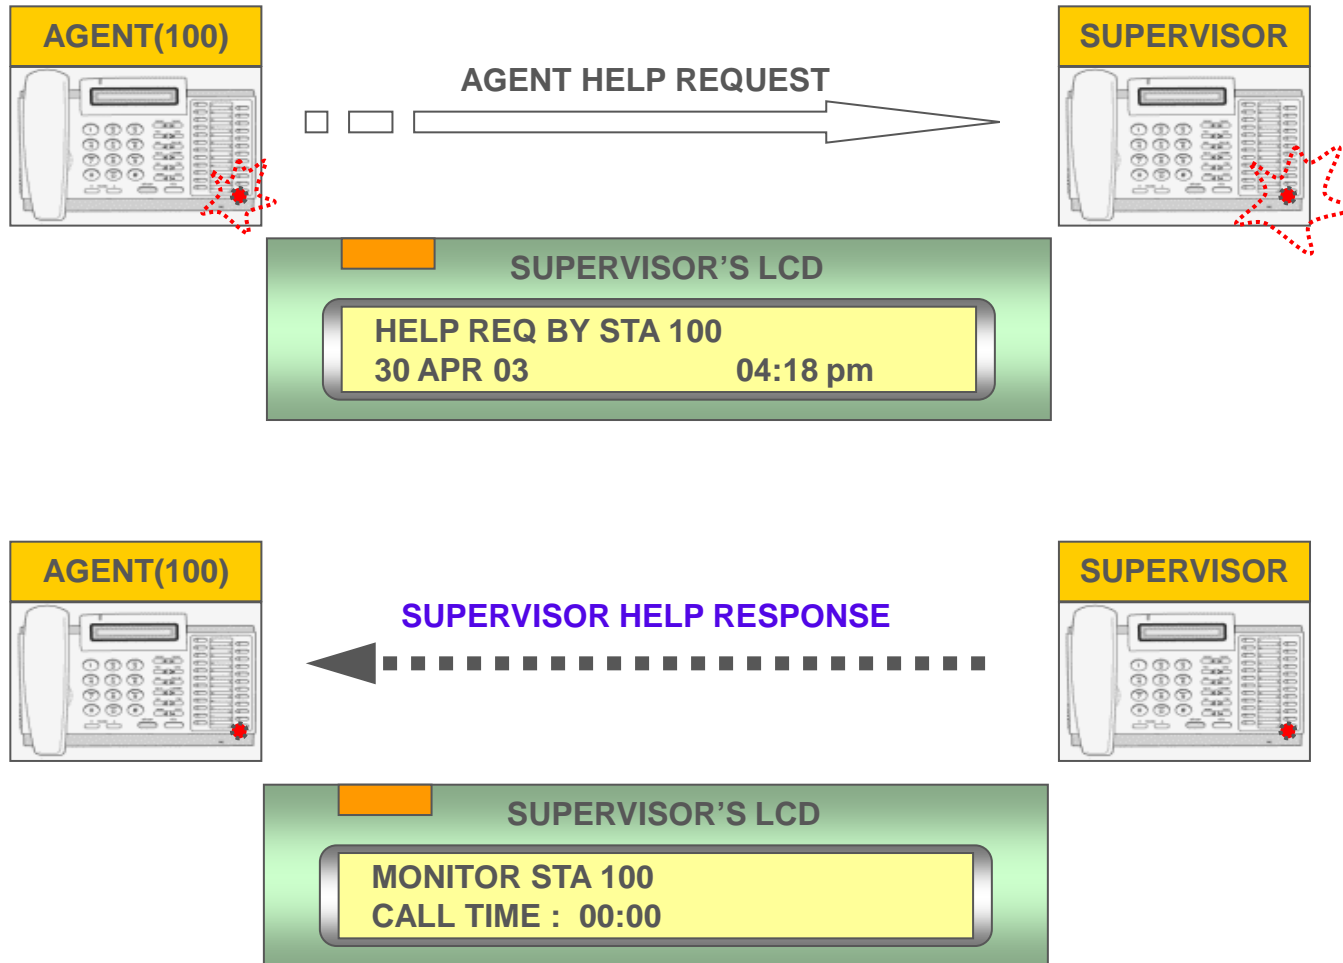 AGENT(100)
SUPERVISOR
AGENT HELP REQUEST
SUPERVISOR’S LCD
HELP REQ BY STA 100
30 APR 03 04:18 pm
AGENT(100)
SUPERVISOR
SUPERVISOR HELP RESPONSE
SUPERVISOR’S LCD
MONITOR STA 100
CALL TIME : 00:00